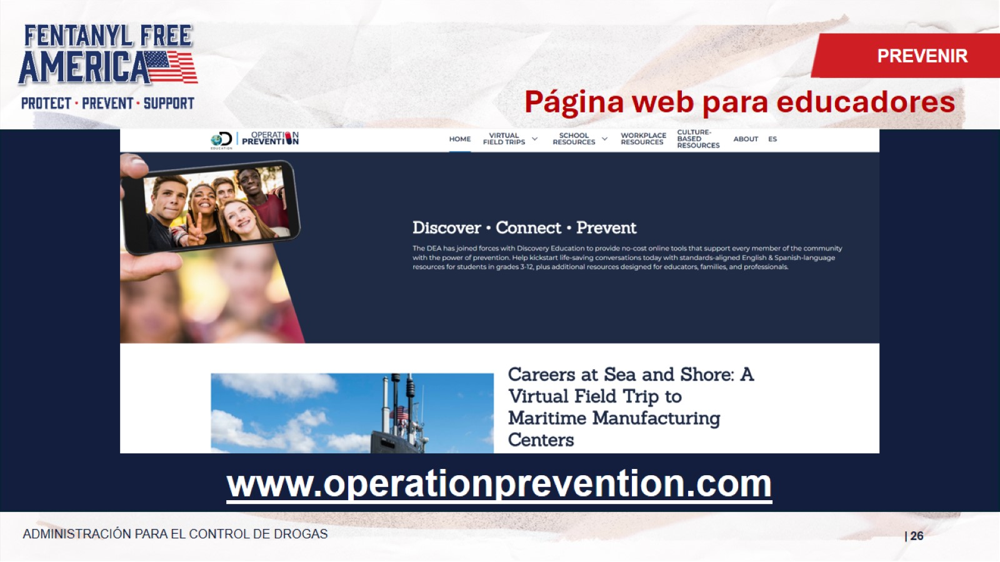 FENTANYL FREE
AMERICA
PROTECT · PREVENT · SUPPORT
PREVENIR
Página web para educadores
D
EDUCATION
OPERATION
PREVENTION
HOME
VIRTUAL
FIELD TRIPS
SCHOOL
RESOURCES
WORKPLACE
RESOURCES
CULTURE-
BASED
RESOURCES
ABOUT
ES
Discover • Connect • Prevent
The DEA has joined forces with Discovery Education to provide no-cost online tools that support every member of the community
with the power of prevention. Help kickstart life-saving conversations today with standards-aligned English & Spanish-language
resources for students in grades 3-12, plus additional resources designed for educators, families, and professionals.
Careers at Sea and Shore: A
Virtual Field Trip to
Maritime Manufacturing
Centers
www.operationprevention.com
ADMINISTRACIÓN PARA EL CONTROL DE DROGAS
| 26